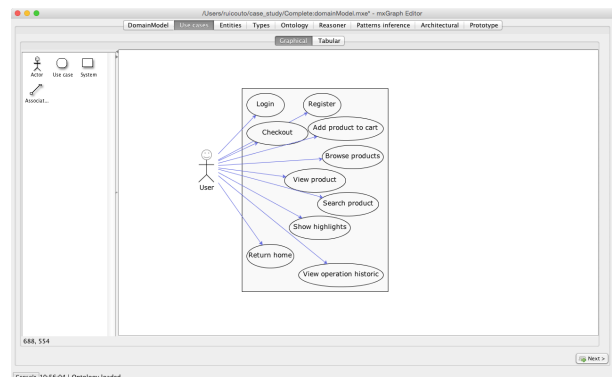 /Users/ruicouto/case_study/Complete:domainModel.mxe* - mxGraph Editor
DomainModel Use cases Entities Types Ontology Reasoner Patterns inference Architectural Prototype
Graphical Tabular
Actor Use case System
Associat...
Login Register
Checkout Add product to cart
Browse products
User
View product
Search product
Show highlights
Return home
View operation historic
688, 554
Next >
Console 10:55:04 | Ontology loaded